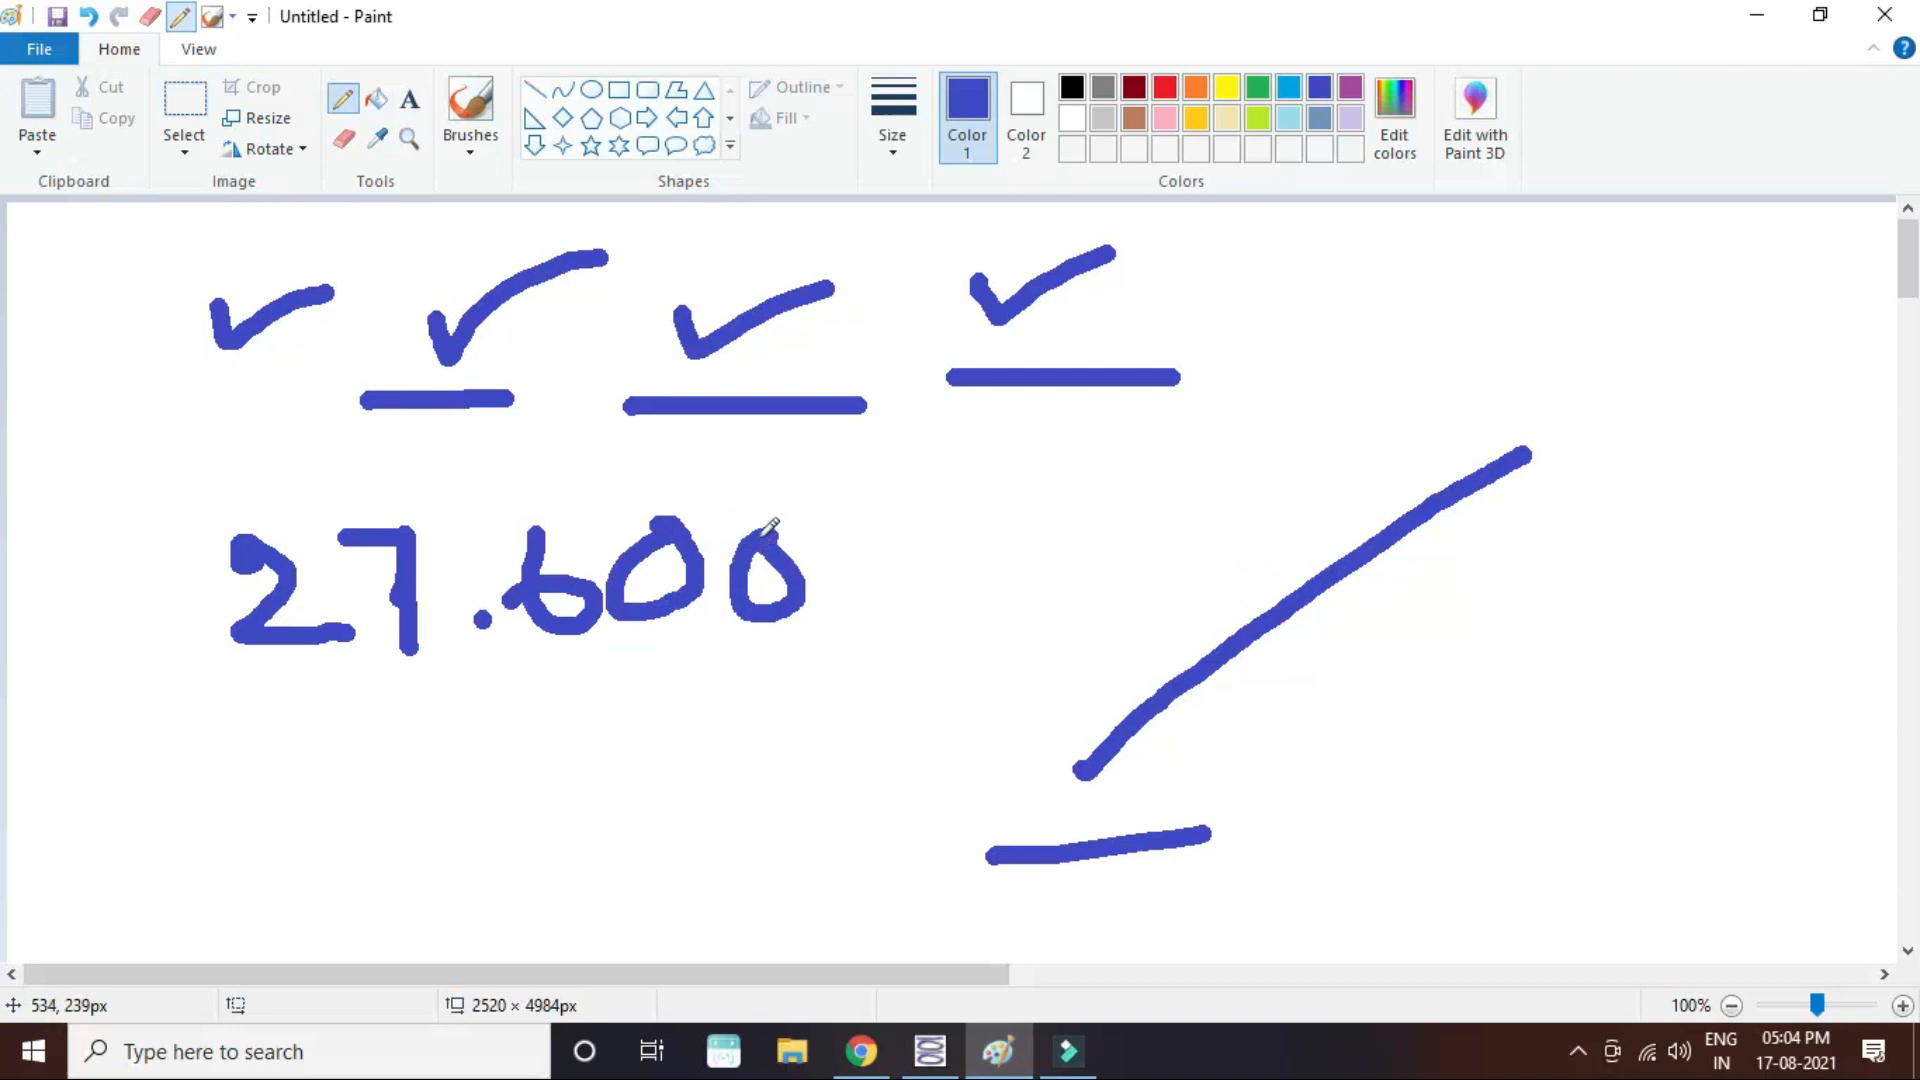 Untitled - Paint
File Home View
Paste
Cut
Copy
Clipboard
Select
Crop
Resize
Rotate
Image
Tools
A
Brushes
Shapes
Outline
Fill
Size
Color 1
Color 2
Colors
Edit colors
Edit with Paint 3D
27.600
534, 239px
2520 × 4984px
100%
Type here to search
ENG
IN
05:04 PM
17-08-2021